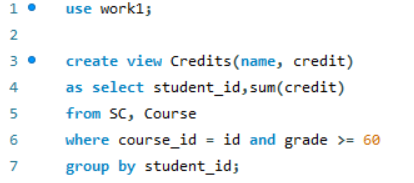 1 use work1;
2
3 create view Credits(name, credit)
4 as select student_id,sum(credit)
5 from SC, Course
6 where course_id = id and grade >= 60
7 group by student_id;